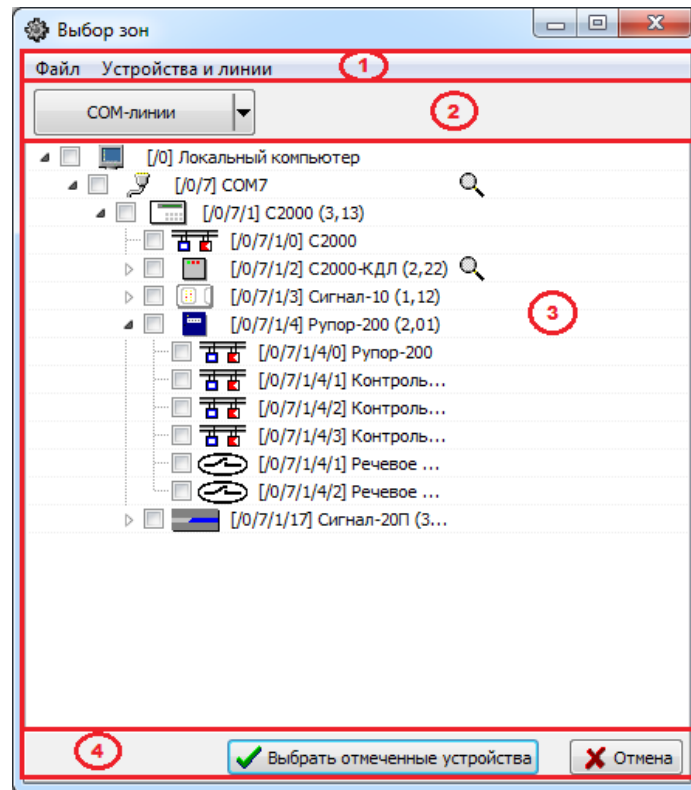 Выбор зон
Файл Устройства и линии 1
COM-линии 2
[/0] Локальный компьютер
[/0/7] COM7
[/0/7/1] С2000 (3,13)
[/0/7/1/0] С2000
[/0/7/1/2] С2000-КДЛ (2,22)
[/0/7/1/3] Сигнал-10 (1,12)
3
[/0/7/1/4] Рупор-200 (2,01)
[/0/7/1/4/0] Рупор-200
[/0/7/1/4/1] Контроль...
[/0/7/1/4/2] Контроль...
[/0/7/1/4/3] Контроль...
[/0/7/1/4/1] Речевое ...
[/0/7/1/4/2] Речевое ...
[/0/7/1/17] Сигнал-20П (3...
4 Выбрать отмеченные устройства Отмена